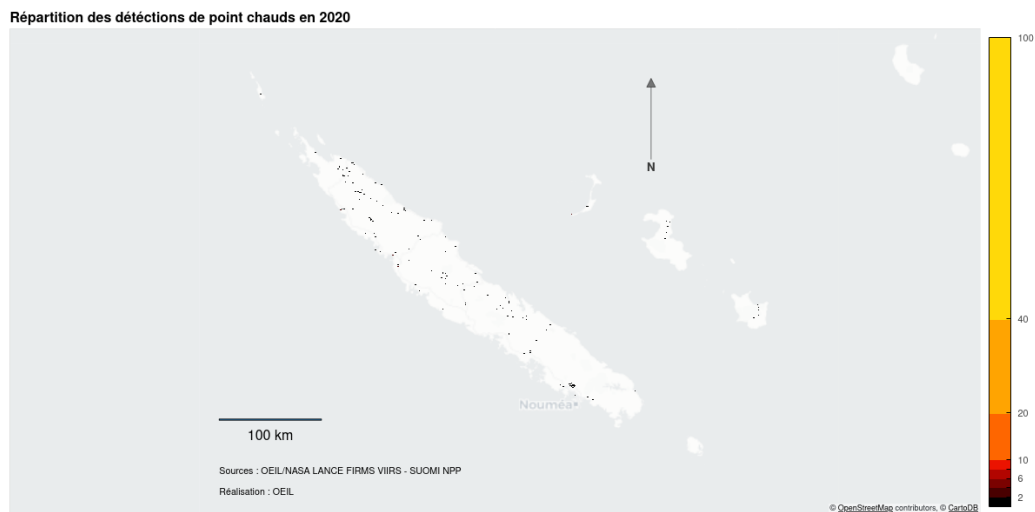 Répartition des détéctions de point chauds en 2020
N
Nouméa
100 km
Sources : OEIL/NASA LANCE FIRMS VIIRS - SUOMI NPP
Réalisation : OEIL
100
40
20
10
6
2
© OpenStreetMap contributors, © CartoDB